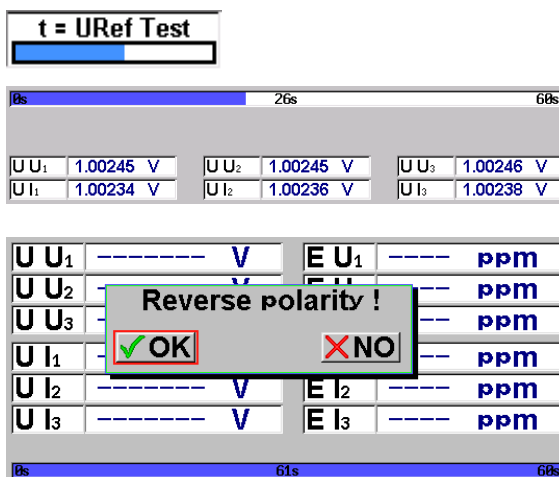 t = URef Test
0s 26s 60s
U U1 1.00245 V U U2 1.00245 V U U3 1.00246 V
U I1 1.00234 V U I2 1.00236 V U I3 1.00238 V
U U1 ------- V E U1 ---- ppm
U U2 ppm
Reverse polarity !
U U3 ppm
OK NO
U I1 ppm
U I2 ------- V E I2 ---- ppm
U I3 ------- V E I3 ---- ppm
0s 61s 60s